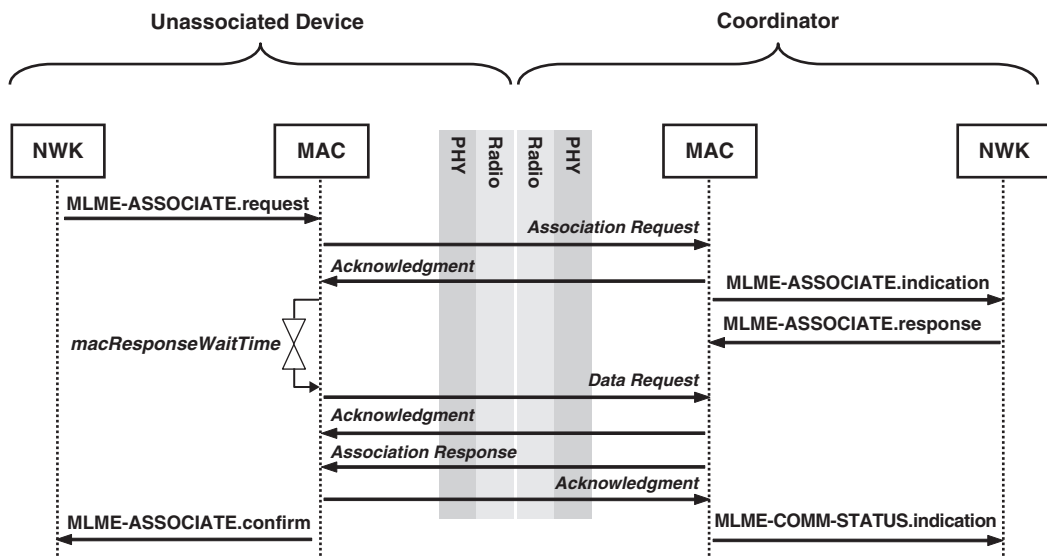 Unassociated Device
Coordinator
NWK
MAC
PHY
Radio
Radio
PHY
MAC
NWK
MLME-ASSOCIATE.request
Association Request
Acknowledgment
MLME-ASSOCIATE.indication
MLME-ASSOCIATE.response
macResponseWaitTime
Data Request
Acknowledgment
Association Response
Acknowledgment
MLME-ASSOCIATE.confirm
MLME-COMM-STATUS.indication